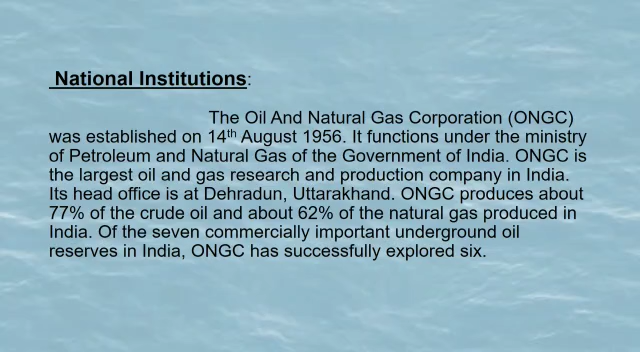 National Institutions:
The Oil And Natural Gas Corporation (ONGC)
was established on 14th August 1956. It functions under the ministry
of Petroleum and Natural Gas of the Government of India. ONGC is
the largest oil and gas research and production company in India.
Its head office is at Dehradun, Uttarakhand. ONGC produces about
77% of the crude oil and about 62% of the natural gas produced in
India. Of the seven commercially important underground oil
reserves in India, ONGC has successfully explored six.